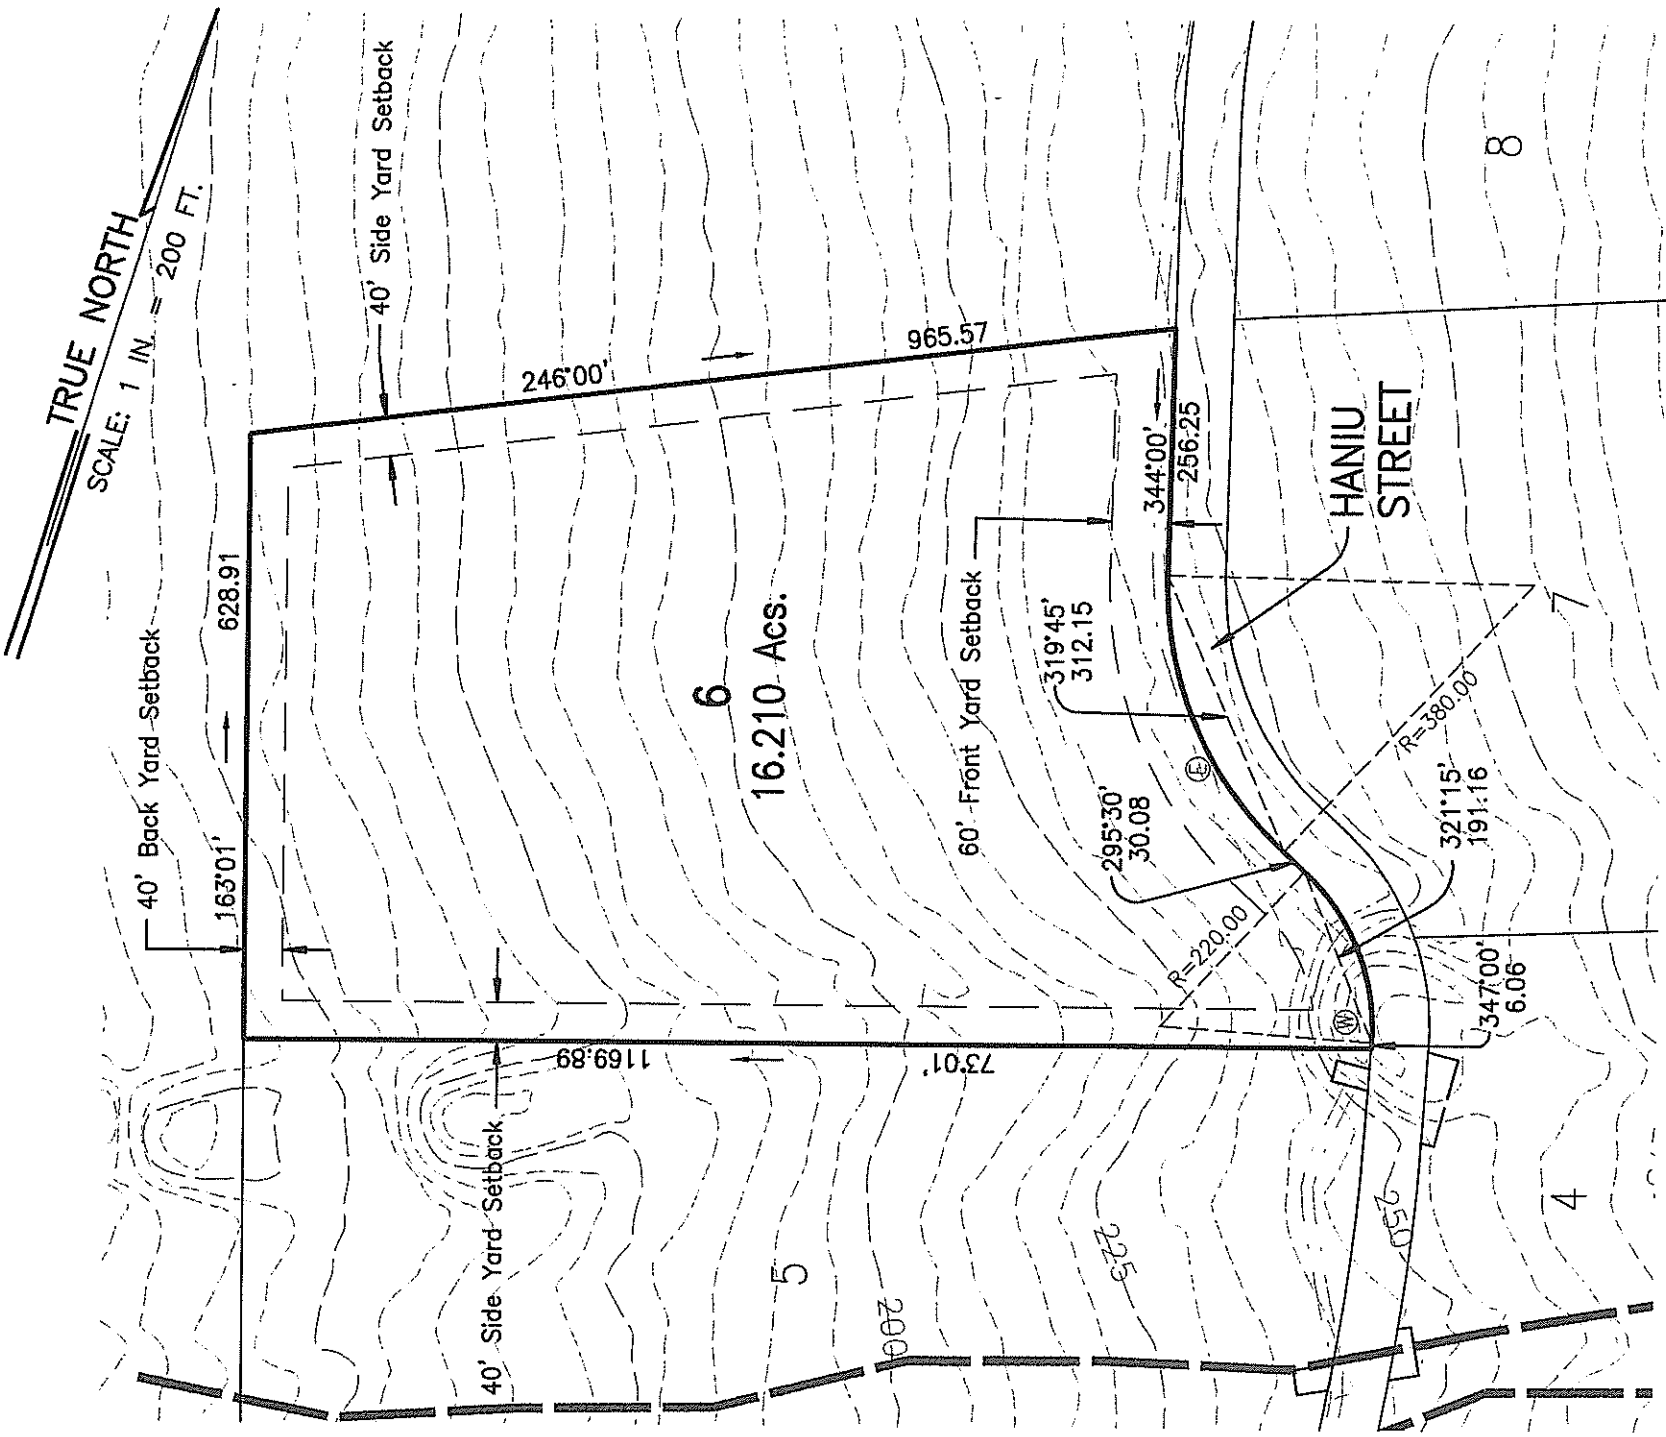 TRUE NORTH
SCALE: 1 IN. = 200 FT.
40' Side Yard Setback
40' Back Yard Setback
163°01'
628.91
246°00'
965.57
6
16.210 Acs.
60' Front Yard Setback
344°00'
256.25
319°45'
312.15
295°30'
30.08
E
R=380.00
R=220.00
321°15'
191.16
347°00'
6.06
W
HANIU
STREET
73°01'
1169.89
40' Side Yard Setback
8
7
5
4
200
225
250